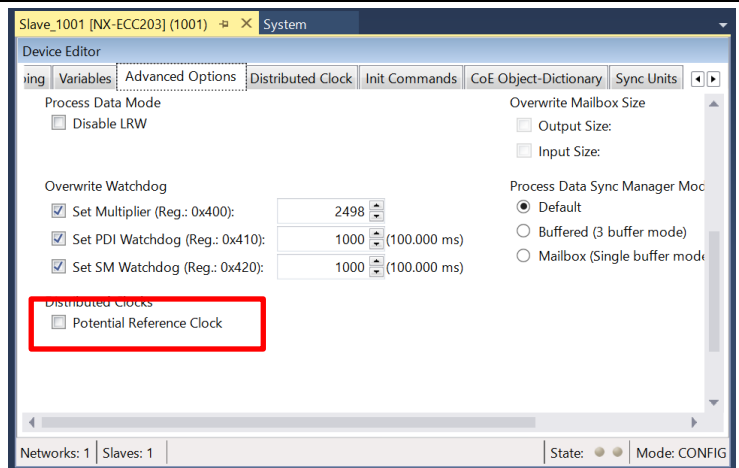 Slave_1001 [NX-ECC203] (1001) System
Device Editor
ing Variables Advanced Options Distributed Clock Init Commands CoE Object-Dictionary Sync Units
Process Data Mode Overwrite Mailbox Size
Disable LRW Output Size:
Input Size:
Overwrite Watchdog Process Data Sync Manager Mod
Set Multiplier (Reg.: 0x400): 2498 Default
Set PDI Watchdog (Reg.: 0x410): 1000 (100.000 ms) Buffered (3 buffer mode)
Set SM Watchdog (Reg.: 0x420): 1000 (100.000 ms) Mailbox (Single buffer mode
Distributed Clocks
Potential Reference Clock
Networks: 1 Slaves: 1 State: Mode: CONFIG